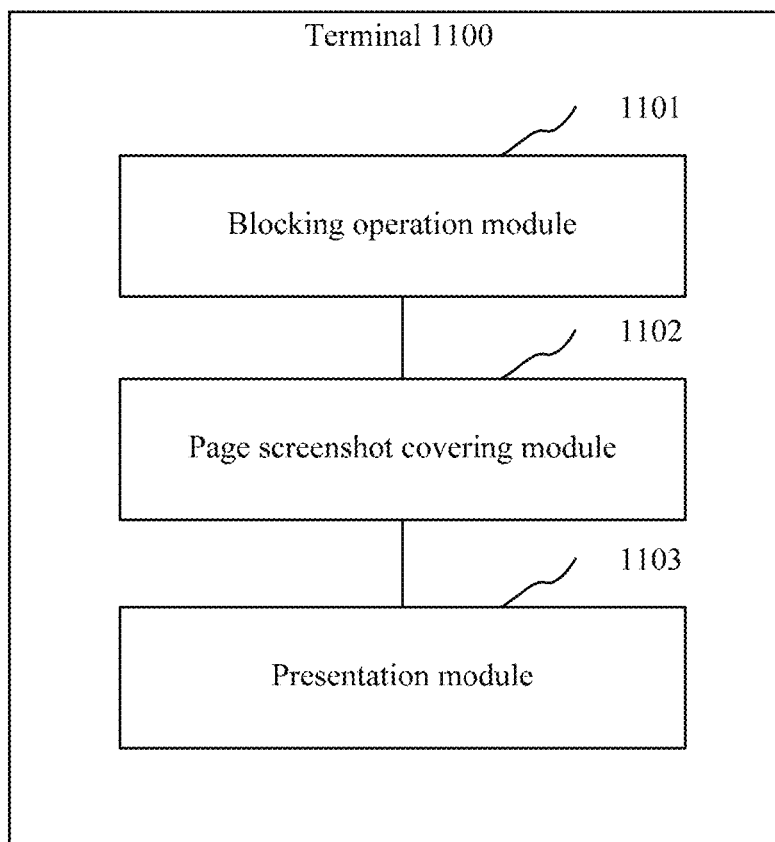 Terminal 1100
1101
Blocking operation module
1102
Page screenshot covering module
1103
Presentation module